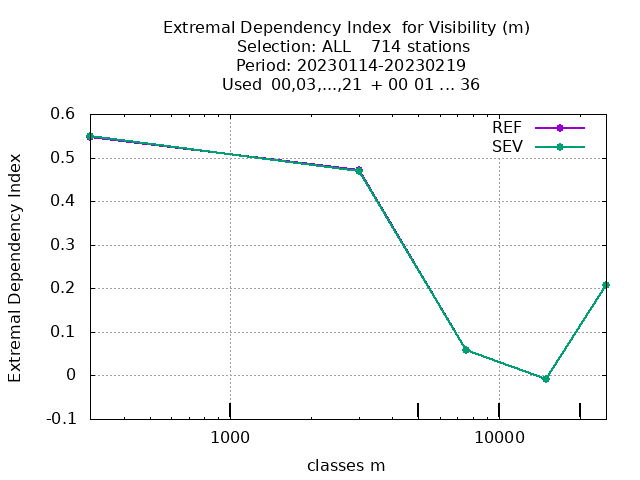 Extremal Dependency Index  for Visibility (m)
Selection: ALL    714 stations
Period: 20230114-20230219
Used  00,03,...,21  + 00 01 ... 36
REF
SEV
0.6
0.5
0.4
0.3
0.2
0.1
0
-0.1
Extremal Dependency Index
1000
10000
classes m